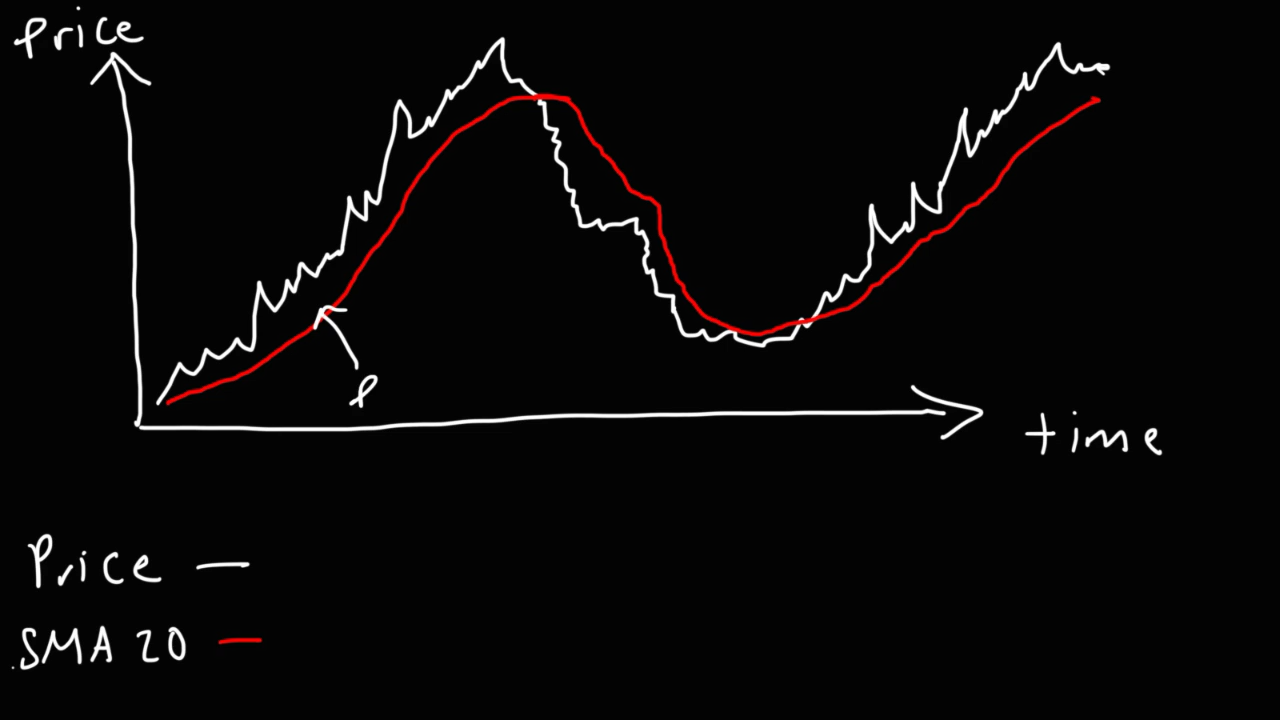 Price
P
time
Price —
SMA 20 —